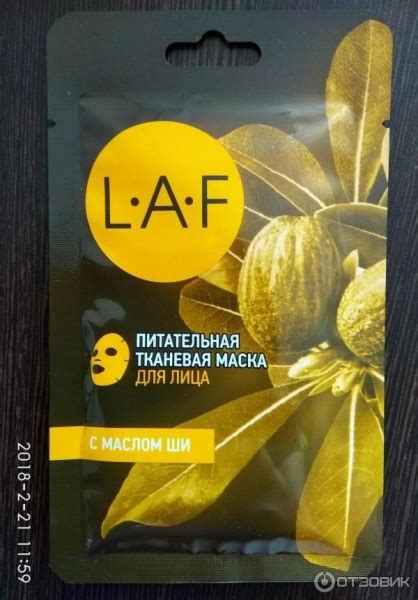 L·A·F
ПИТАТЕЛЬНАЯ
ТКАНЕВАЯ МАСКА
ДЛЯ ЛИЦА
С МАСЛОМ ШИ
2018-2-21 11:59
ОТЗОВИК